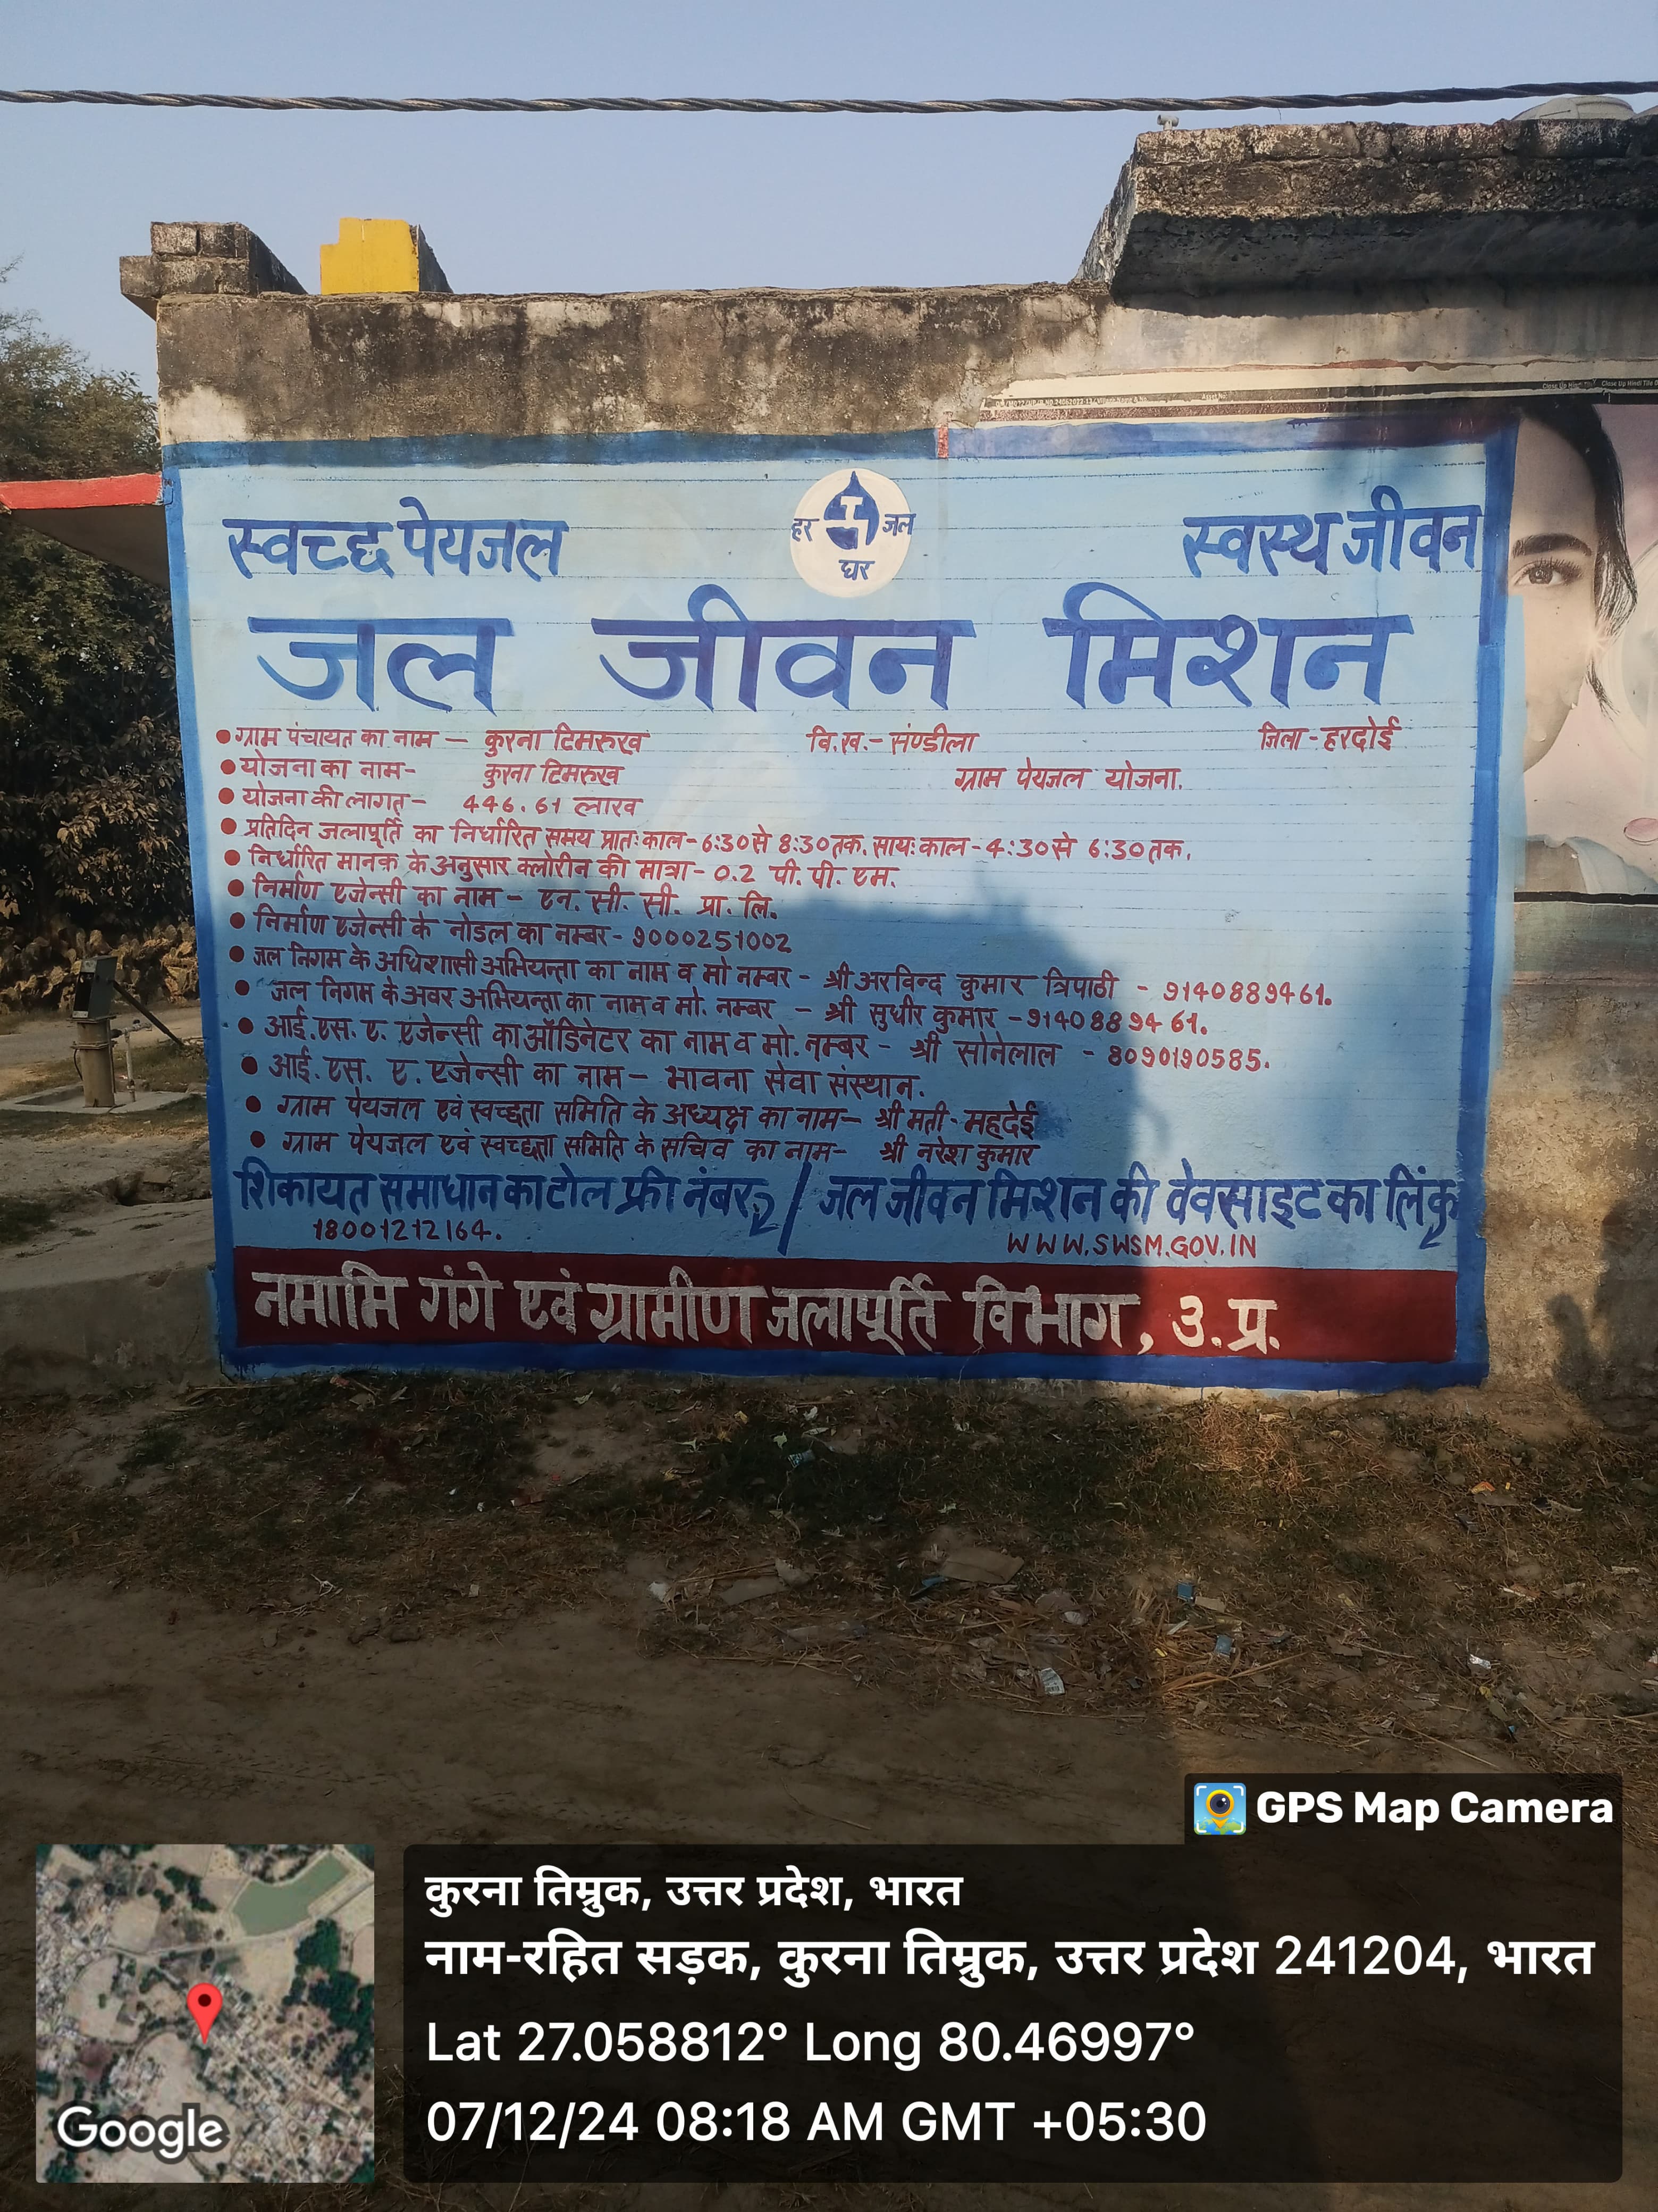 स्वच्छ पेयजल
हर जल
घर
स्वस्थ जीवन
जल जीवन मिशन
• ग्राम पंचायत का नाम – कुरना टिमरुख वि.ख.- संण्डीला जिला - हरदोई
• योजना का नाम- कुरना टिमरुख ग्राम पेयजल योजना.
• योजना की लागत- 446.61 लाख
• प्रतिदिन जलापूर्ति का निर्धारित समय प्रातःकाल-6:30से 8:30तक. सायःकाल-4:30से 6:30तक.
• निर्धारित मानक के अनुसार क्लोरीन की मात्रा- 0.2 पी. पी. एम.
• निर्माण एजेन्सी का नाम – एन. सी. सी. प्रा. लि.
• निर्माण एजेन्सी के नोडल का नम्बर- 9000251002
• जल निगम के अधिशासी अभियन्ता का नाम व मो नम्बर - श्री अरविन्द कुमार त्रिपाठी - 9140889461.
• जल निगम के अवर अभियन्ता का नाम व मो. नम्बर – श्री सुधीर कुमार -9140889461.
• आई.एस.ए. एजेन्सी काऑडिनेटर का नाम व मो. नम्बर - श्री सोनेलाल - 8090190585.
• आई.एस. ए. एजेन्सी का नाम – भावना सेवा संस्थान.
• ग्राम पेयजल एवं स्वच्छता समिति के अध्यक्ष का नाम – श्री मती - महदेई
• ग्राम पेयजल एवं स्वच्छता समिति के सचिव का नाम- श्री नरेश कुमार
शिकायत समाधान का टोल फ्री नंबर / जल जीवन मिशन की वेवसाइट का लिंक
18001212164. WWW.SWSM.GOV.IN
नमामि गंगे एवं ग्रामीण जलापूर्ति विभाग, उ.प्र.
GPS Map Camera
कुरना तिम्रुक, उत्तर प्रदेश, भारत
नाम-रहित सड़क, कुरना तिम्रुक, उत्तर प्रदेश 241204, भारत
Lat 27.058812° Long 80.46997°
07/12/24 08:18 AM GMT +05:30
Google